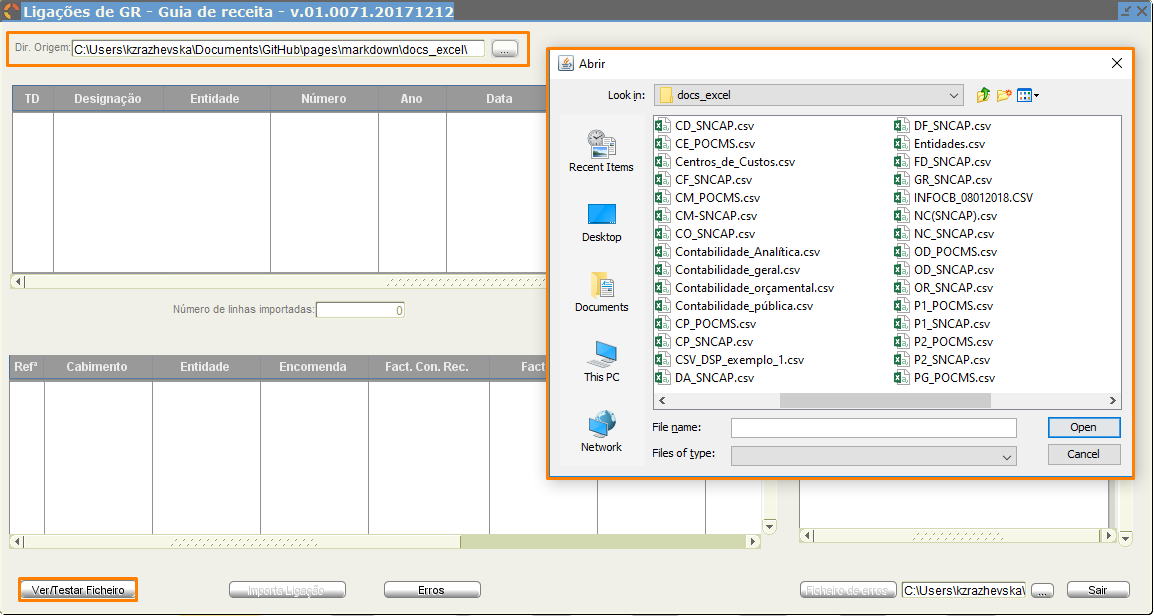 Ligações de GR - Guia de receita - v.01.0071.20171212
Dir. Origem: C:\Users\kzrazhevska\Documents\GitHub\pages\markdown\docs_excel\ ...
TD Designação Entidade Número Ano Data
Número de linhas importadas: 0
Refª Cabimento Entidade Encomenda Fact. Con. Rec. Fact
Abrir
Look in: docs_excel
Recent Items
Desktop
Documents
This PC
Network
CD_SNCAP.csv
CE_POCMS.csv
Centros_de_Custos.csv
CF_SNCAP.csv
CM_POCMS.csv
CM-SNCAP.csv
CO_SNCAP.csv
Contabilidade_Analítica.csv
Contabilidade_geral.csv
Contabilidade_orçamental.csv
Contabilidade_pública.csv
CP_POCMS.csv
CP_SNCAP.csv
CSV_DSP_exemplo_1.csv
DA_SNCAP.csv
DF_SNCAP.csv
Entidades.csv
FD_SNCAP.csv
GR_SNCAP.csv
INFOCB_08012018.CSV
NC(SNCAP).csv
NC_SNCAP.csv
OD_POCMS.csv
OD_SNCAP.csv
OR_SNCAP.csv
P1_POCMS.csv
P1_SNCAP.csv
P2_POCMS.csv
P2_SNCAP.csv
PG_POCMS.csv
File name:
Open
Files of type:
Cancel
Ver/Testar Ficheiro Importa Ligação Erros Ficheiro de erros C:\Users\kzrazhevska\ ... Sair